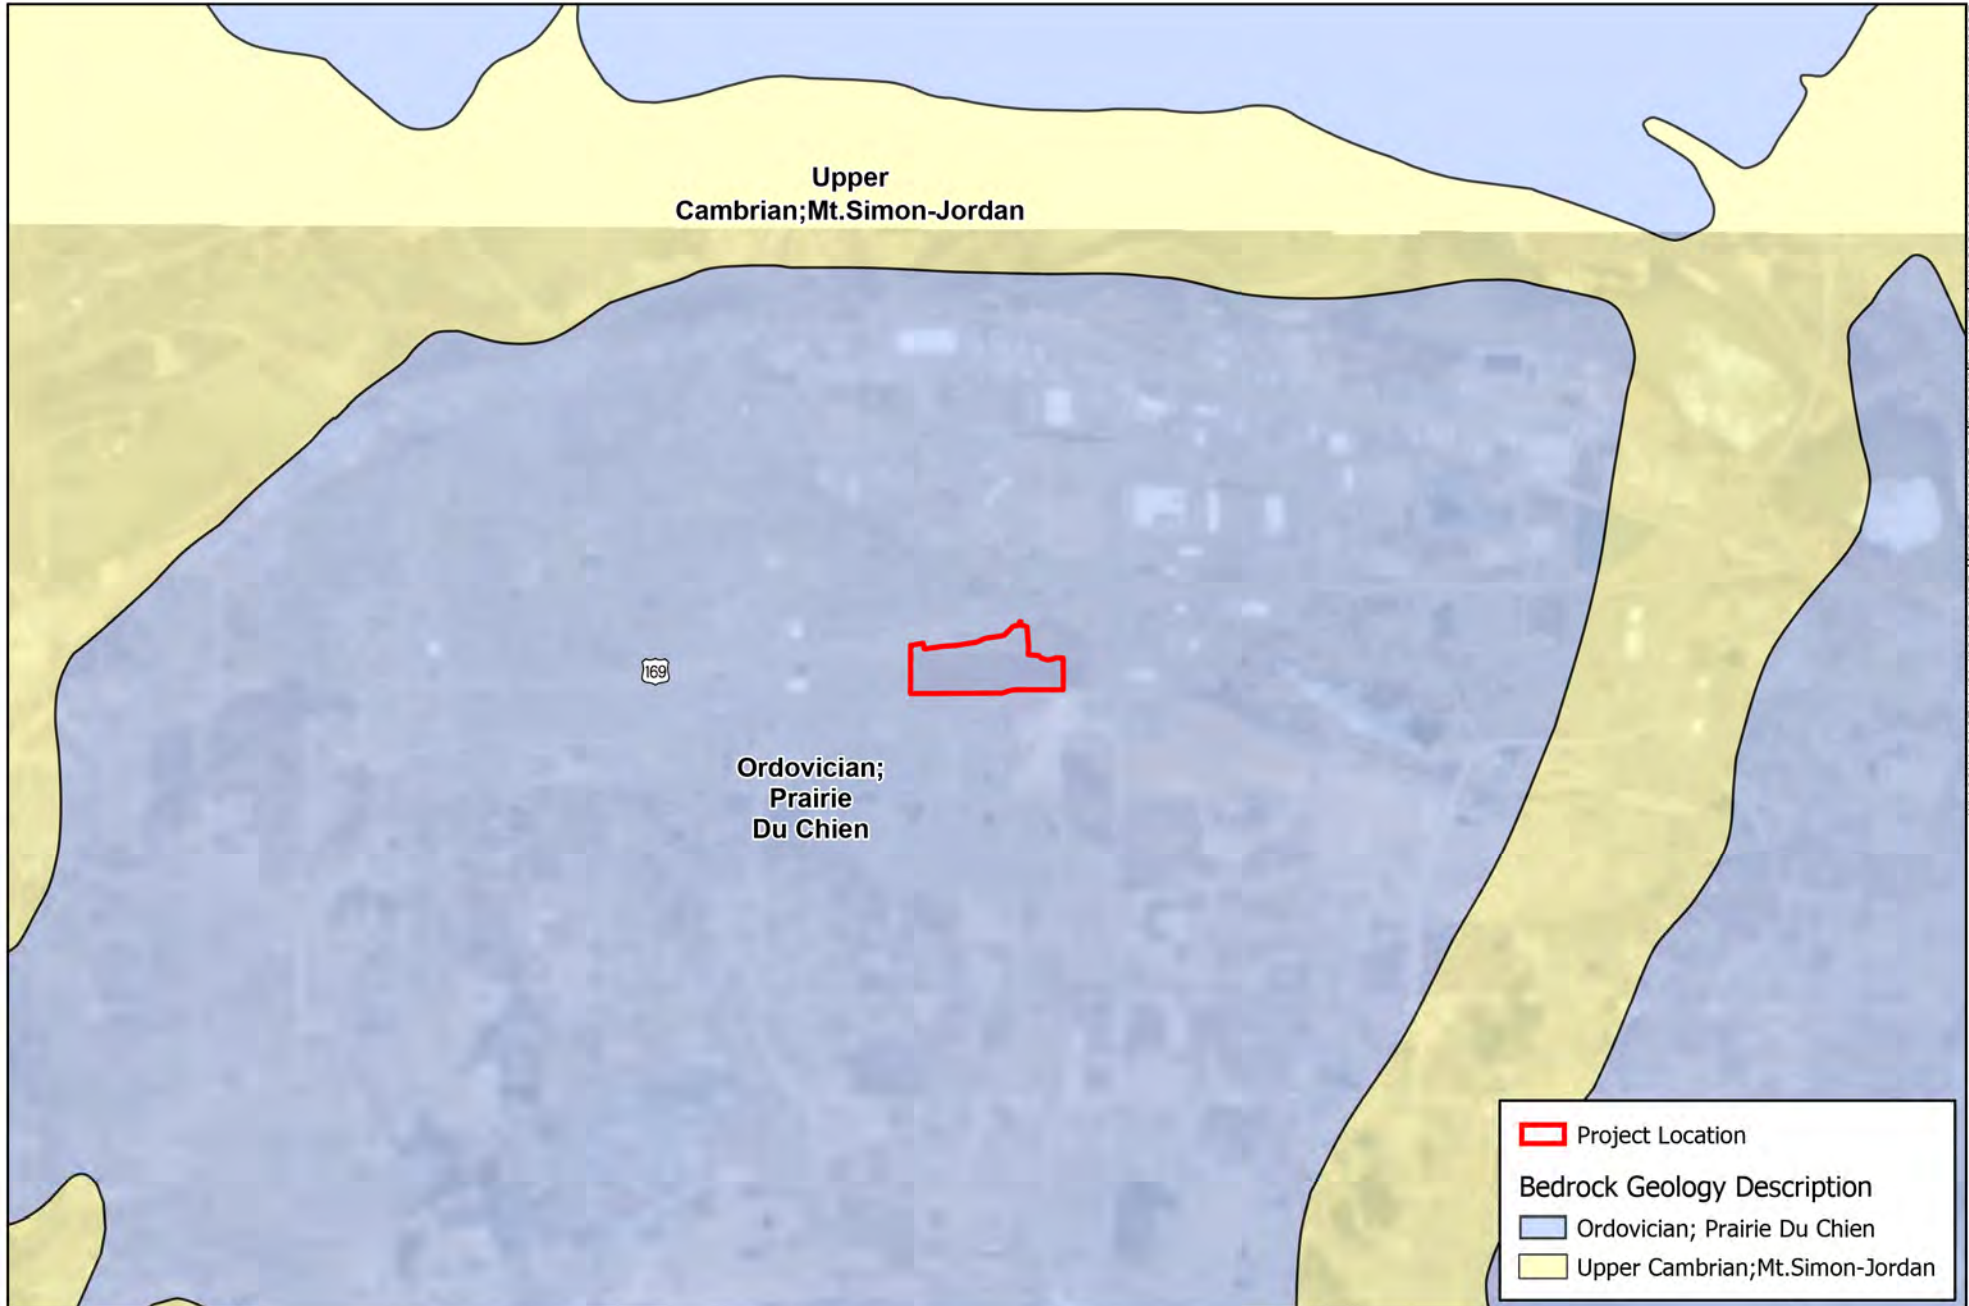 Upper
Cambrian;Mt.Simon-Jordan
169
Ordovician;
Prairie
Du Chien
Project Location
Bedrock Geology Description
Ordovician; Prairie Du Chien
Upper Cambrian;Mt.Simon-Jordan